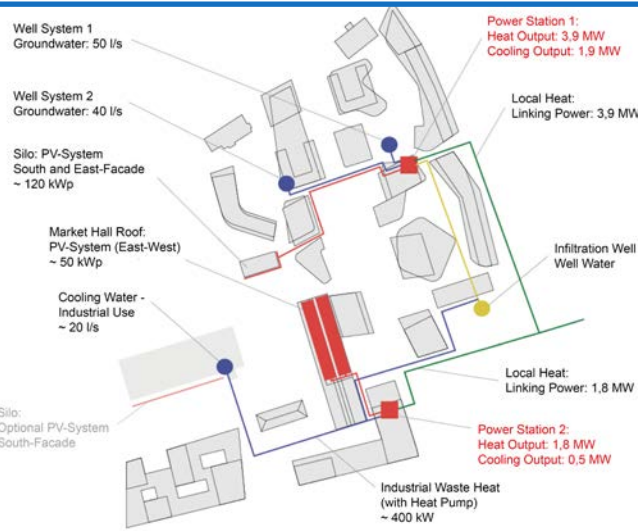 Well System 1
Groundwater: 50 l/s
Well System 2
Groundwater: 40 l/s
Silo: PV-System
South and East-Facade
~ 120 kWp
Market Hall Roof:
PV-System (East-West)
~ 50 kWp
Cooling Water -
Industrial Use
~ 20 l/s
Silo:
Optional PV-System
South-Facade
Power Station 1:
Heat Output: 3,9 MW
Cooling Output: 1,9 MW
Local Heat:
Linking Power: 3,9 MW
Infiltration Well
Well Water
Local Heat:
Linking Power: 1,8 MW
Power Station 2:
Heat Output: 1,8 MW
Cooling Output: 0,5 MW
Industrial Waste Heat
(with Heat Pump)
~ 400 kW